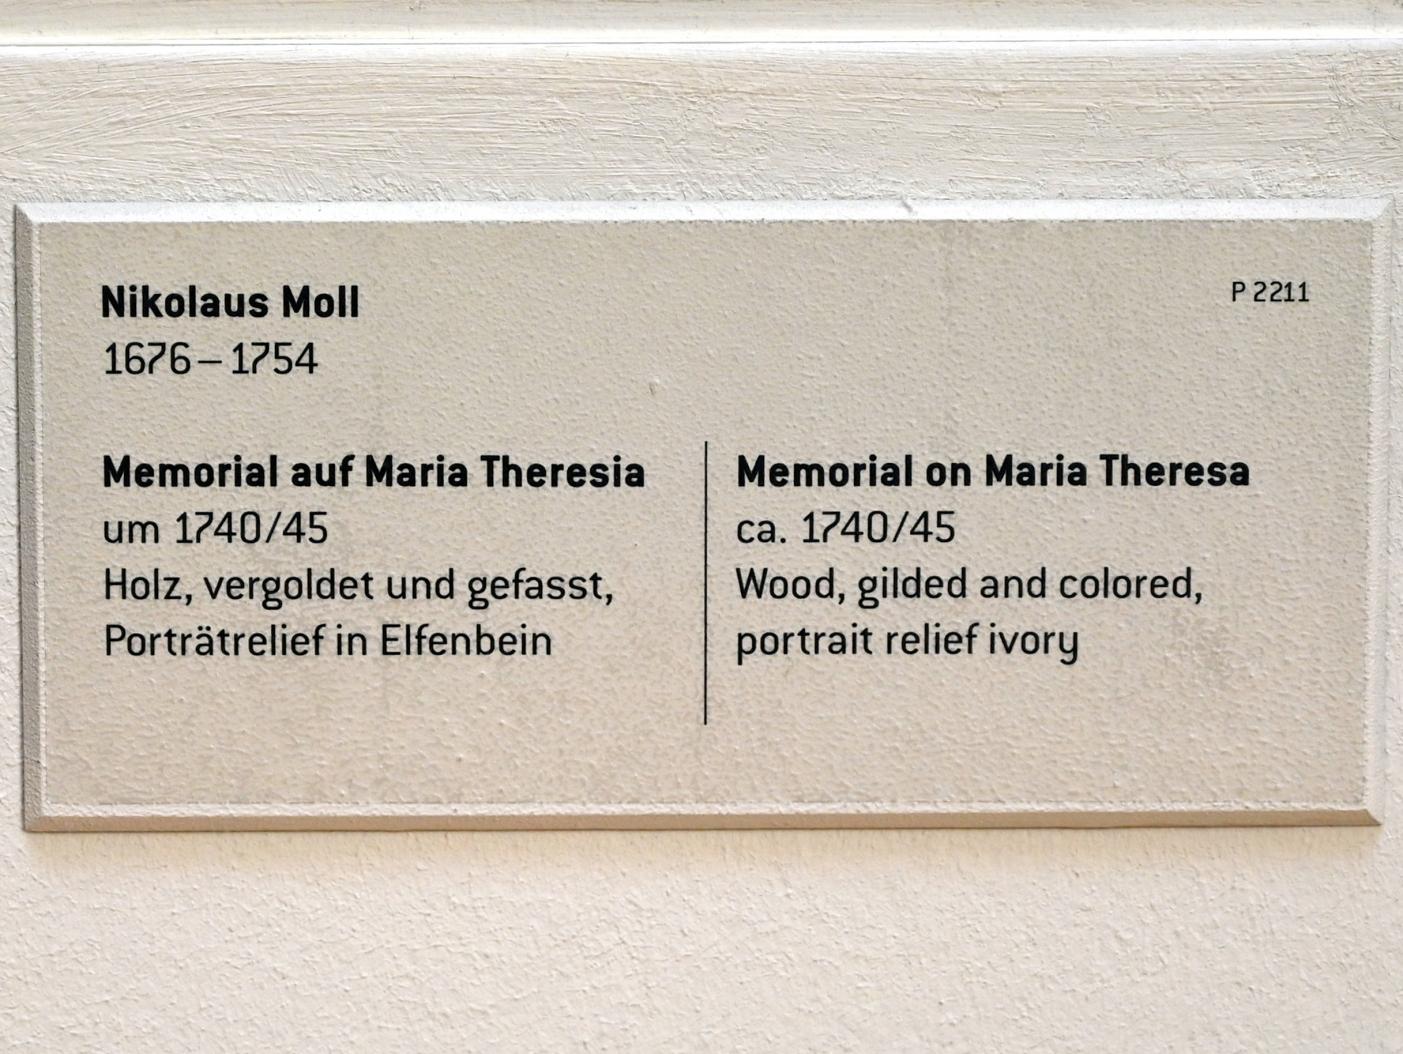 Nikolaus Moll
1676 – 1754
P 2211
Memorial auf Maria Theresia
um 1740/45
Holz, vergoldet und gefasst,
Porträtrelief in Elfenbein
Memorial on Maria Theresa
ca. 1740/45
Wood, gilded and colored,
portrait relief ivory